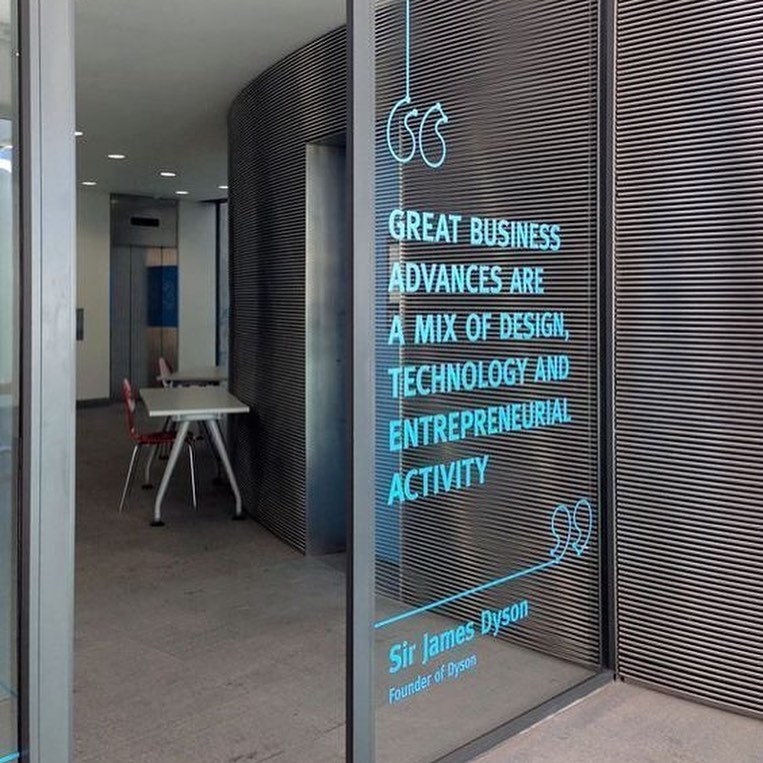 GREAT BUSINESS
ADVANCES ARE
A MIX OF DESIGN,
TECHNOLOGY AND
ENTREPRENEURIAL
ACTIVITY
Sir James Dyson
Founder of Dyson